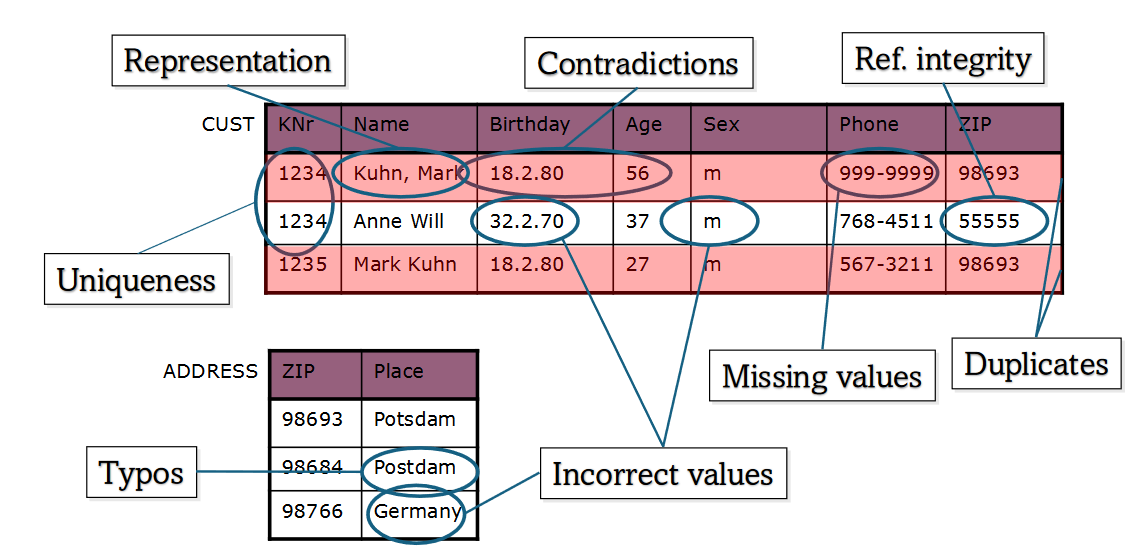 Representation
Contradictions
Ref. integrity
CUST KNr Name Birthday Age Sex Phone ZIP
1234 Kuhn, Mark 18.2.80 56 m 999-9999 98693
1234 Anne Will 32.2.70 37 m 768-4511 55555
1235 Mark Kuhn 18.2.80 27 m 567-3211 98693
Uniqueness
Missing values
Duplicates
ADDRESS ZIP Place
98693 Potsdam
98684 Postdam
98766 Germany
Typos
Incorrect values